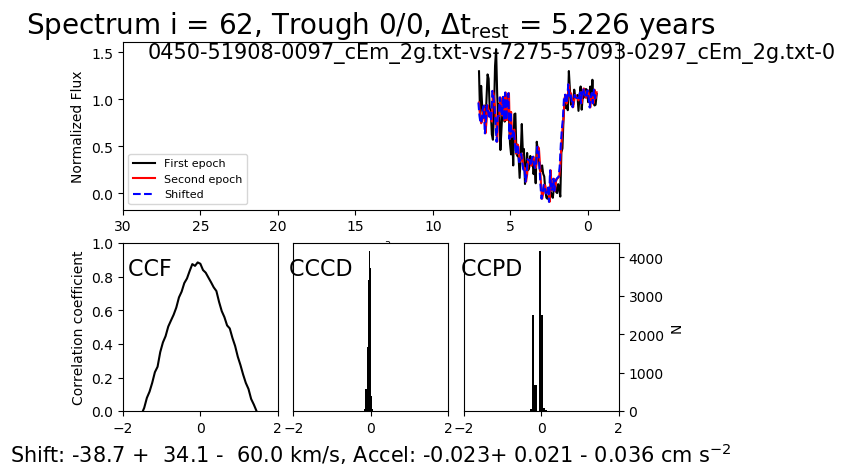 Spectrum i = 62, Trough 0/0, Δt_rest = 5.226 years
0450-51908-0097_cEm_2g.txt-vs-7275-57093-0297_cEm_2g.txt-0
Normalized Flux
1.5
1.0
0.5
0.0
First epoch
Second epoch
Shifted
30 25 20 15 10 5 0
Correlation coefficient
1.0
0.8
0.6
0.4
0.2
0.0
CCF
CCCD
CCPD
4000
3000
2000
1000
0
N
−2 0 −2 0 −2 0 2
Shift: -38.7 + 34.1 - 60.0 km/s, Accel: -0.023+ 0.021 - 0.036 cm s⁻²